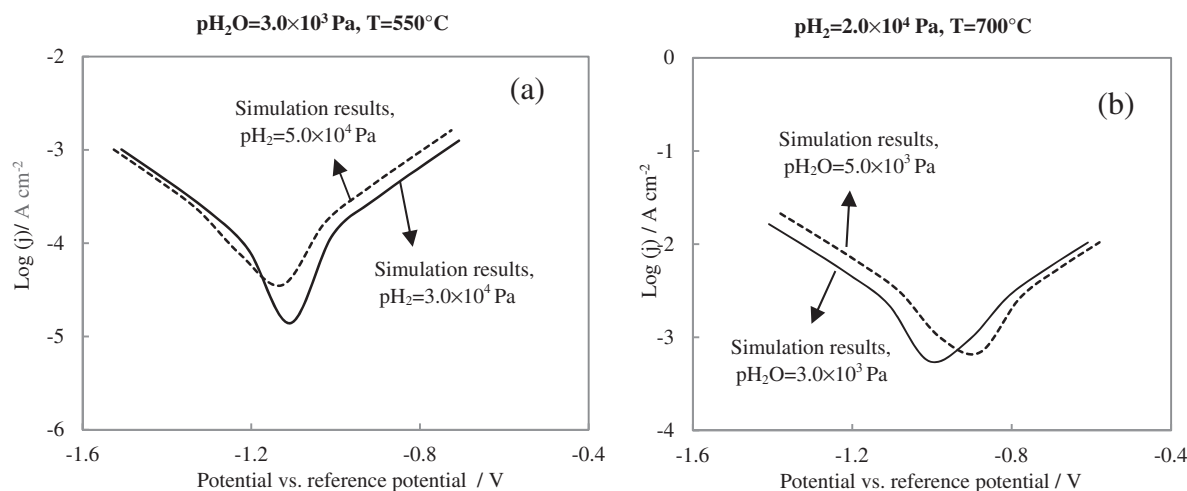 pH₂O=3.0×10³ Pa, T=550°C
(a)
Simulation results,
pH₂=5.0×10⁴ Pa
Simulation results,
pH₂=3.0×10⁴ Pa
Log (j)/ A cm⁻²
-2
-3
-4
-5
-6
-1.6
-1.2
-0.8
-0.4
Potential vs. reference potential / V
pH₂=2.0×10⁴ Pa, T=700°C
(b)
Simulation results,
pH₂O=5.0×10³ Pa
Simulation results,
pH₂O=3.0×10³ Pa
Log (j) / A cm⁻²
0
-1
-2
-3
-4
-1.6
-1.2
-0.8
-0.4
Potential vs. reference potential / V